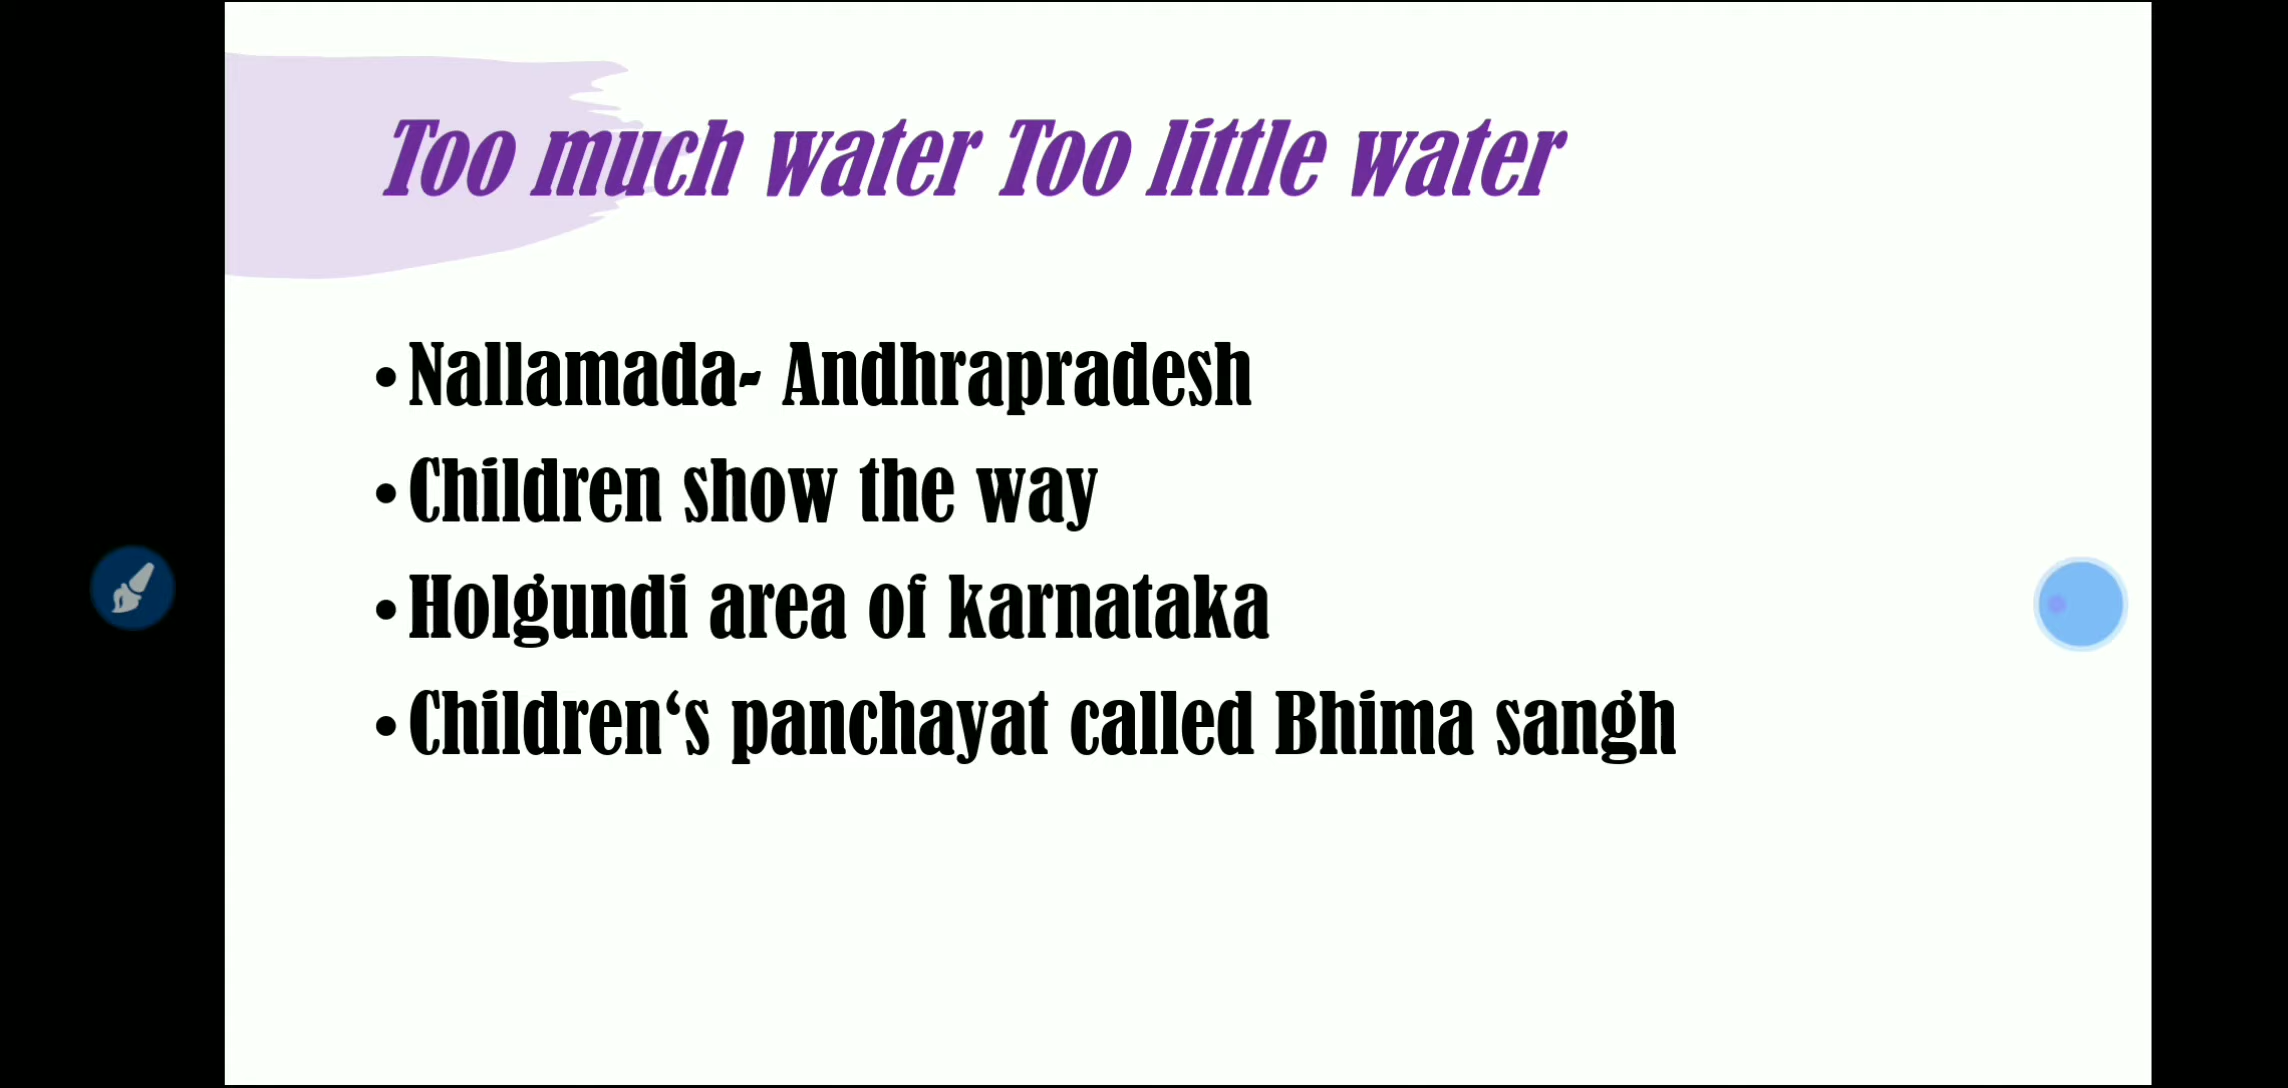 Too much water Too little water
• Nallamada- Andhrapradesh
• Children show the way
• Holgundi area of karnataka
• Children‘s panchayat called Bhima sangh